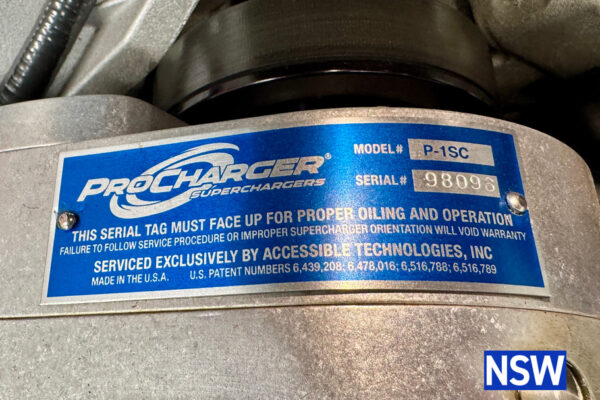 PROCHARGER®
SUPERCHARGERS
MODEL# P-1SC
SERIAL# 98093
THIS SERIAL TAG MUST FACE UP FOR PROPER OILING AND OPERATION
FAILURE TO FOLLOW SERVICE PROCEDURE OR IMPROPER SUPERCHARGER ORIENTATION WILL VOID WARRANTY
SERVICED EXCLUSIVELY BY ACCESSIBLE TECHNOLOGIES, INC
MADE IN THE U.S.A. U.S. PATENT NUMBERS 6,439,208; 6,478,016; 6,516,788; 6,516,789
NSW